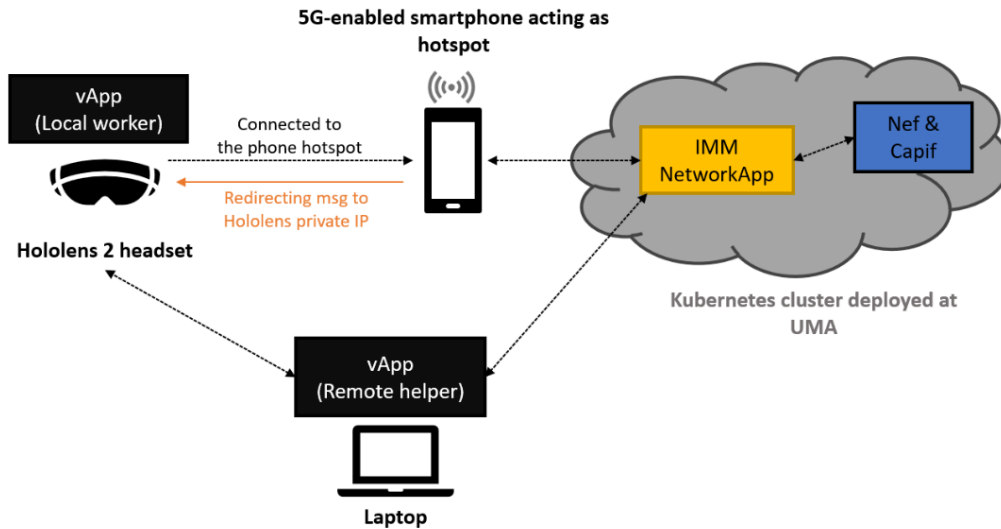 5G-enabled smartphone acting as
hotspot
vApp
(Local worker)
Connected to
the phone hotspot
Redirecting msg to
Hololens private IP
Hololens 2 headset
IMM
NetworkApp
Nef &
Capif
Kubernetes cluster deployed at
UMA
vApp
(Remote helper)
Laptop